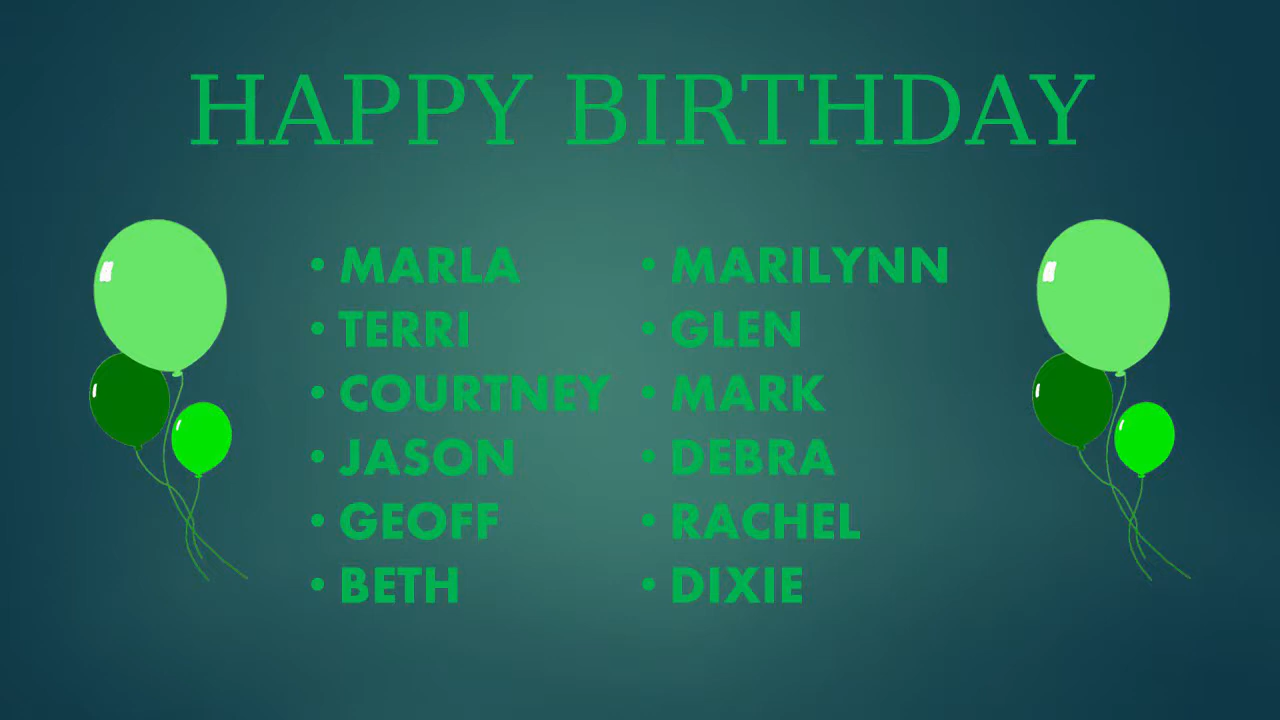 HAPPY BIRTHDAY
• MARLA
• TERRI
• COURTNEY
• JASON
• GEOFF
• BETH
• MARILYNN
• GLEN
• MARK
• DEBRA
• RACHEL
• DIXIE